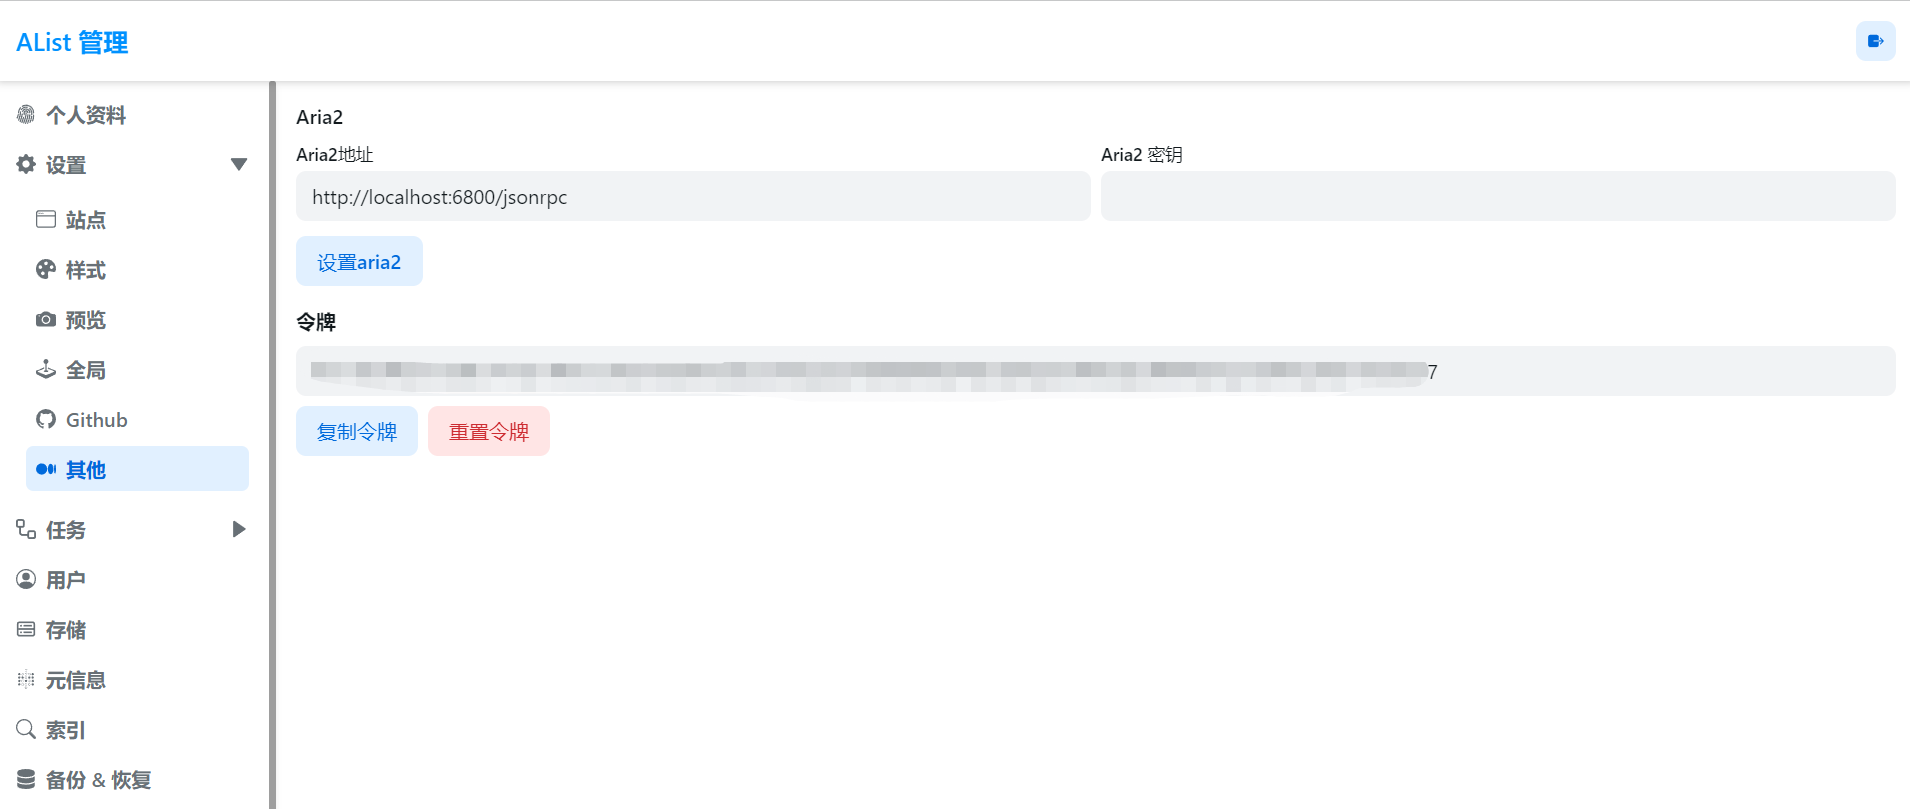 AList 管理
个人资料
设置
站点
样式
预览
全局
Github
其他
任务
用户
存储
元信息
索引
备份 & 恢复
Aria2
Aria2地址
Aria2 密钥
http://localhost:6800/jsonrpc
设置aria2
令牌
7
复制令牌
重置令牌